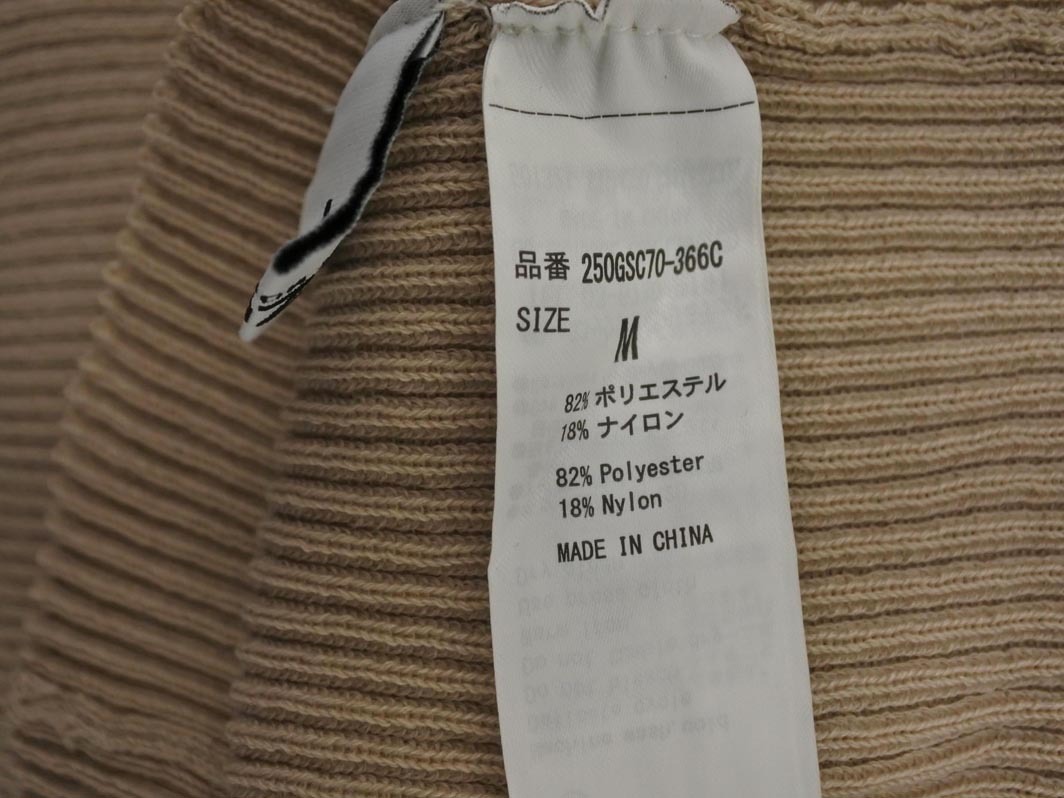 品番 250GSC70-366C
SIZE
M
82% ポリエステル
18% ナイロン
82% Polyester
18% Nylon
MADE IN CHINA